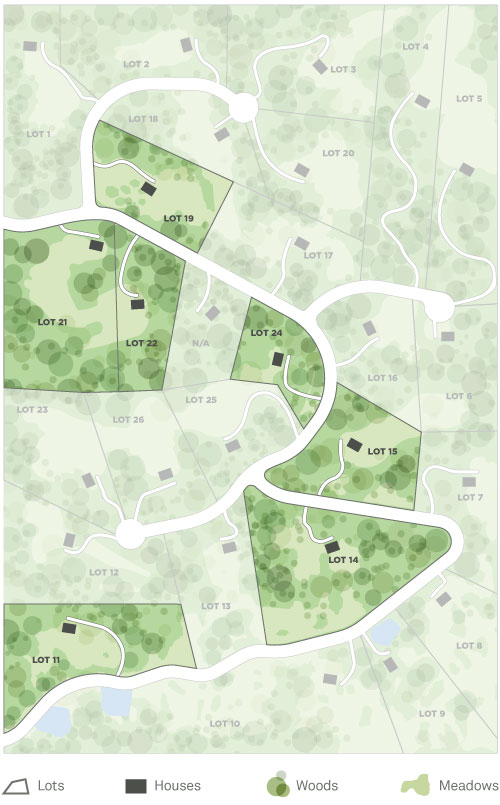 LOT 4
LOT 2
LOT 3
LOT 5
LOT 18
LOT 1
LOT 20
LOT 19
LOT 17
LOT 21
LOT 24
LOT 22
N/A
LOT 16
LOT 6
LOT 25
LOT 23
LOT 26
LOT 15
LOT 7
LOT 14
LOT 12
LOT 13
LOT 8
LOT 11
LOT 9
LOT 10
Lots Houses Woods Meadows